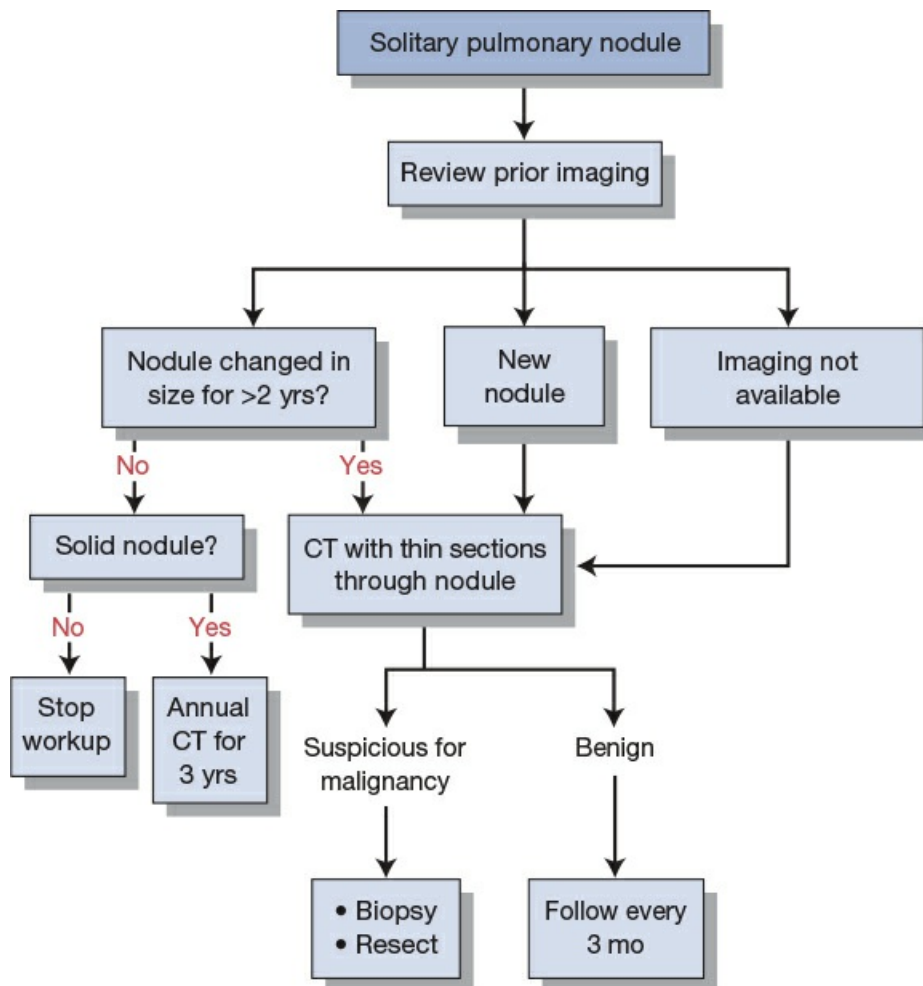 Solitary pulmonary nodule
Review prior imaging
Nodule changed in
size for >2 yrs?
New
nodule
Imaging not
available
No
Yes
Solid nodule?
CT with thin sections
through nodule
No
Yes
Stop
workup
Annual
CT for
3 yrs
Suspicious for
malignancy
Benign
• Biopsy
• Resect
Follow every
3 mo